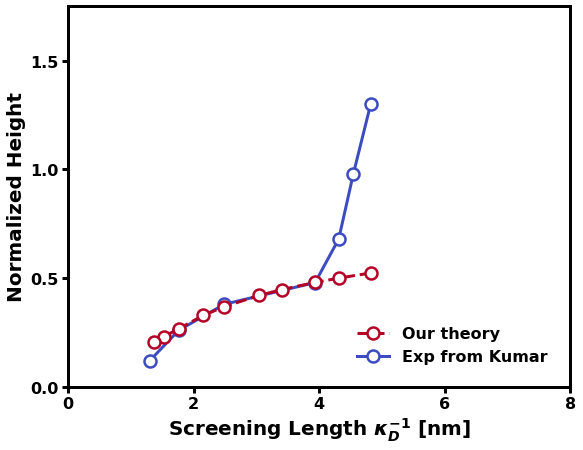 Normalized Height
1.5
1.0
0.5
0.0
0 2 4 6 8
Our theory
Exp from Kumar
Screening Length κ_D^{-1} [nm]